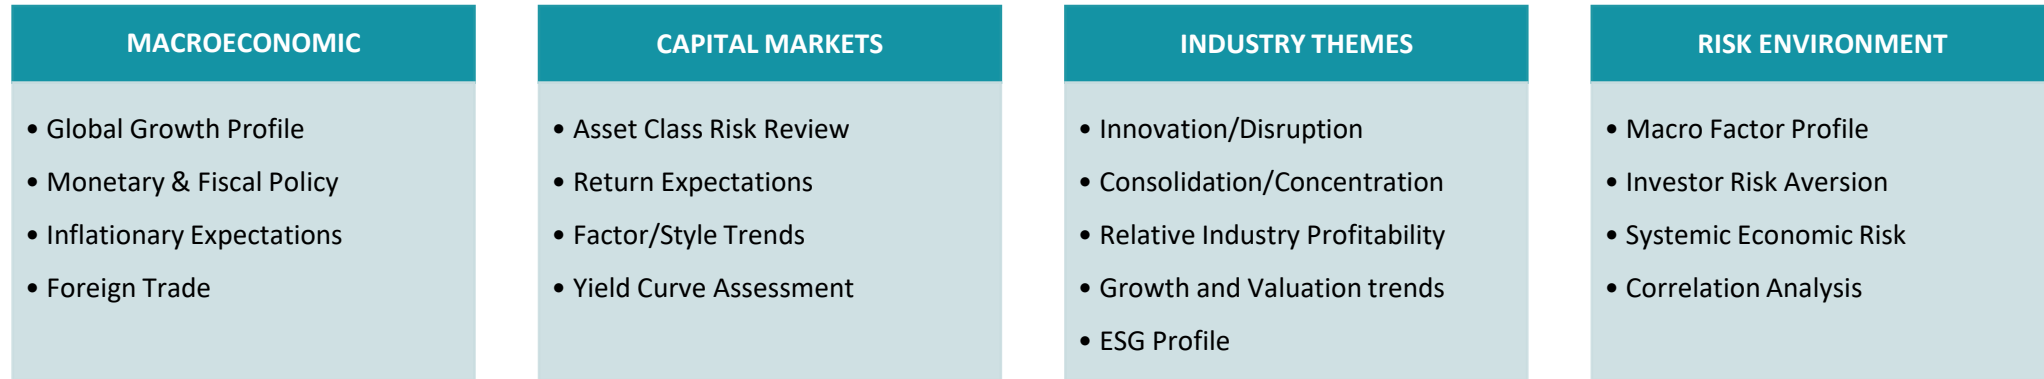 MACROECONOMIC
• Global Growth Profile
• Monetary & Fiscal Policy
• Inflationary Expectations
• Foreign Trade
CAPITAL MARKETS
• Asset Class Risk Review
• Return Expectations
• Factor/Style Trends
• Yield Curve Assessment
INDUSTRY THEMES
• Innovation/Disruption
• Consolidation/Concentration
• Relative Industry Profitability
• Growth and Valuation trends
• ESG Profile
RISK ENVIRONMENT
• Macro Factor Profile
• Investor Risk Aversion
• Systemic Economic Risk
• Correlation Analysis